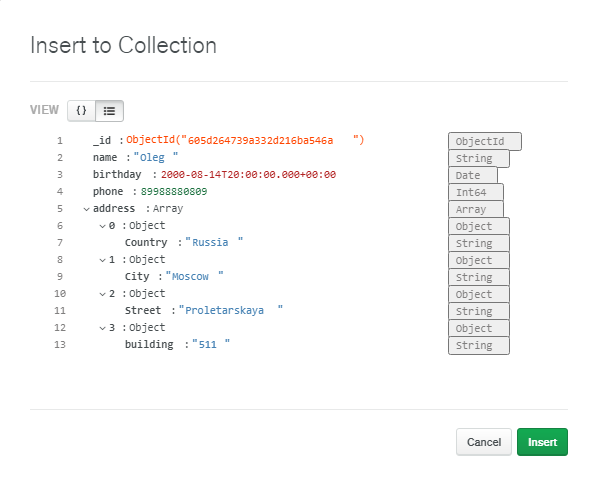 Insert to Collection
VIEW {}
1 _id : ObjectId("605d264739a332d216ba546a ") ObjectId
2 name : "Oleg " String
3 birthday : 2000-08-14T20:00:00.000+00:00 Date
4 phone : 89988880809 Int64
5 address : Array Array
6 0 : Object Object
7 Country : "Russia " String
8 1 : Object Object
9 City : "Moscow " String
10 2 : Object Object
11 Street : "Proletarskaya " String
12 3 : Object Object
13 building : "511 " String
Cancel Insert